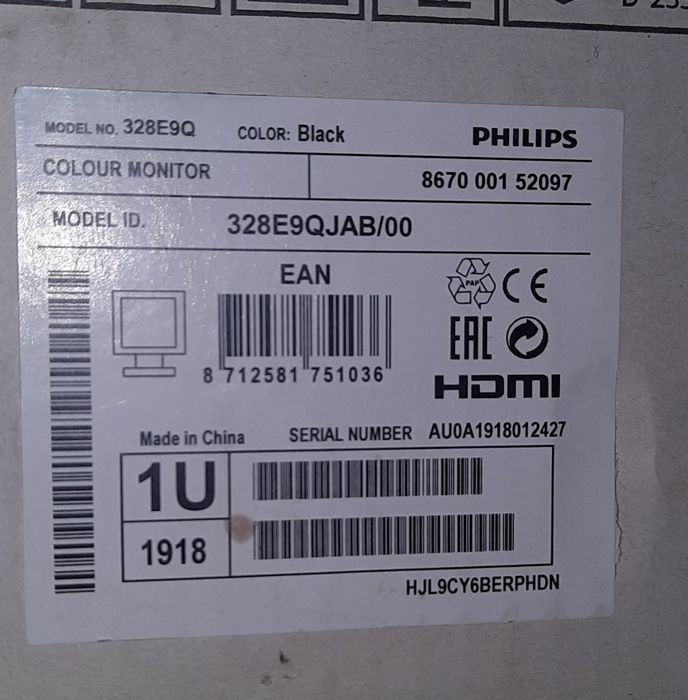 MODEL NO. 328E9Q COLOR: Black PHILIPS
COLOUR MONITOR 8670 001 52097
MODEL ID. 328E9QJAB/00
EAN
PAP
CE
8 712581 751036
EAC
HDMI
Made in China SERIAL NUMBER AU0A1918012427
1U
1918
HJL9CY6BERPHDN